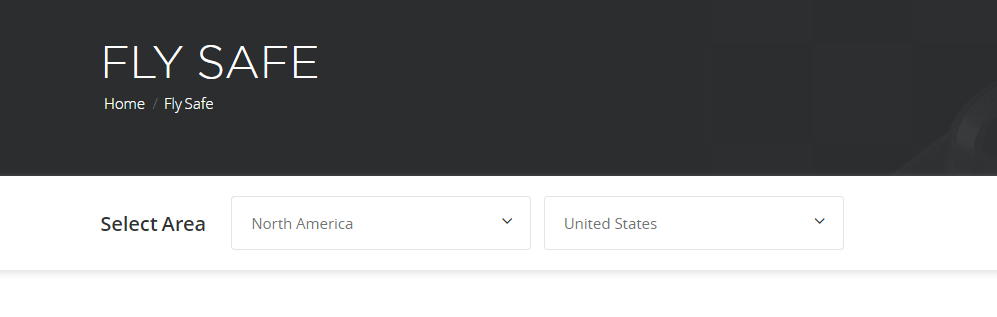 FLY SAFE
Home / Fly Safe
Select Area
North America
United States